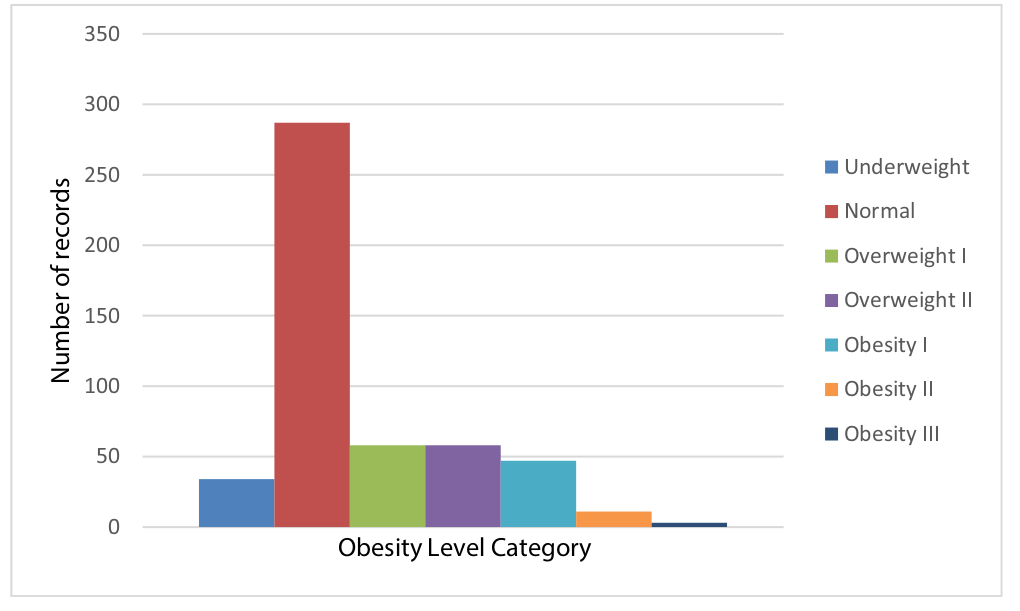 350
300
250
200
150
100
50
0
Number of records
Obesity Level Category
Underweight
Normal
Overweight I
Overweight II
Obesity I
Obesity II
Obesity III